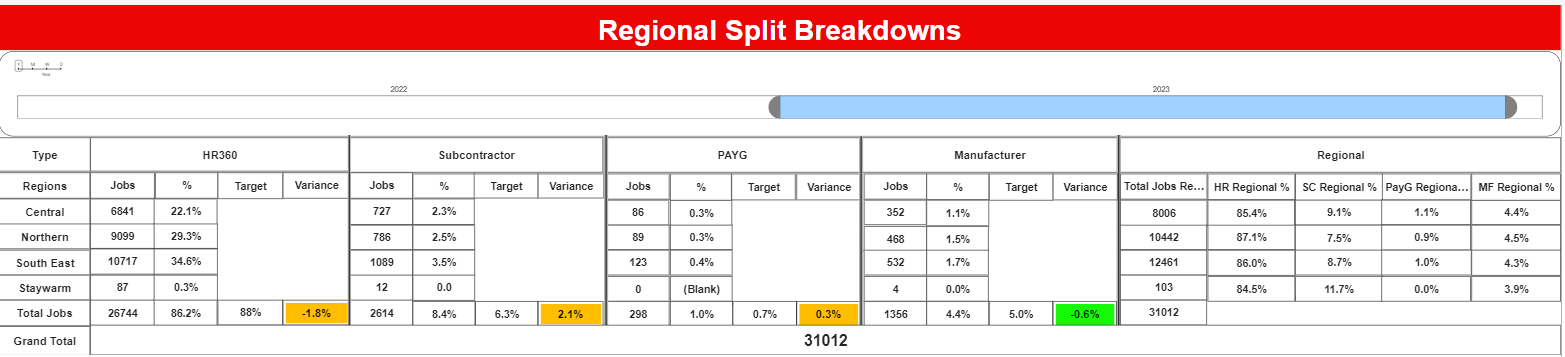 Regional Split Breakdowns
Y M W D
Year
2022 2023
Type HR360 Subcontractor PAYG Manufacturer Regional
Regions Jobs % Target Variance Jobs % Target Variance Jobs % Target Variance Jobs % Target Variance Total Jobs Re... HR Regional % SC Regional % PayG Regiona... MF Regional %
Central 6841 22.1% 727 2.3% 86 0.3% 352 1.1% 8006 85.4% 9.1% 1.1% 4.4%
Northern 9099 29.3% 786 2.5% 89 0.3% 468 1.5% 10442 87.1% 7.5% 0.9% 4.5%
South East 10717 34.6% 1089 3.5% 123 0.4% 532 1.7% 12461 86.0% 8.7% 1.0% 4.3%
Staywarm 87 0.3% 12 0.0 0 (Blank) 4 0.0% 103 84.5% 11.7% 0.0% 3.9%
Total Jobs 26744 86.2% 88% -1.8% 2614 8.4% 6.3% 2.1% 298 1.0% 0.7% 0.3% 1356 4.4% 5.0% -0.6% 31012
Grand Total 31012